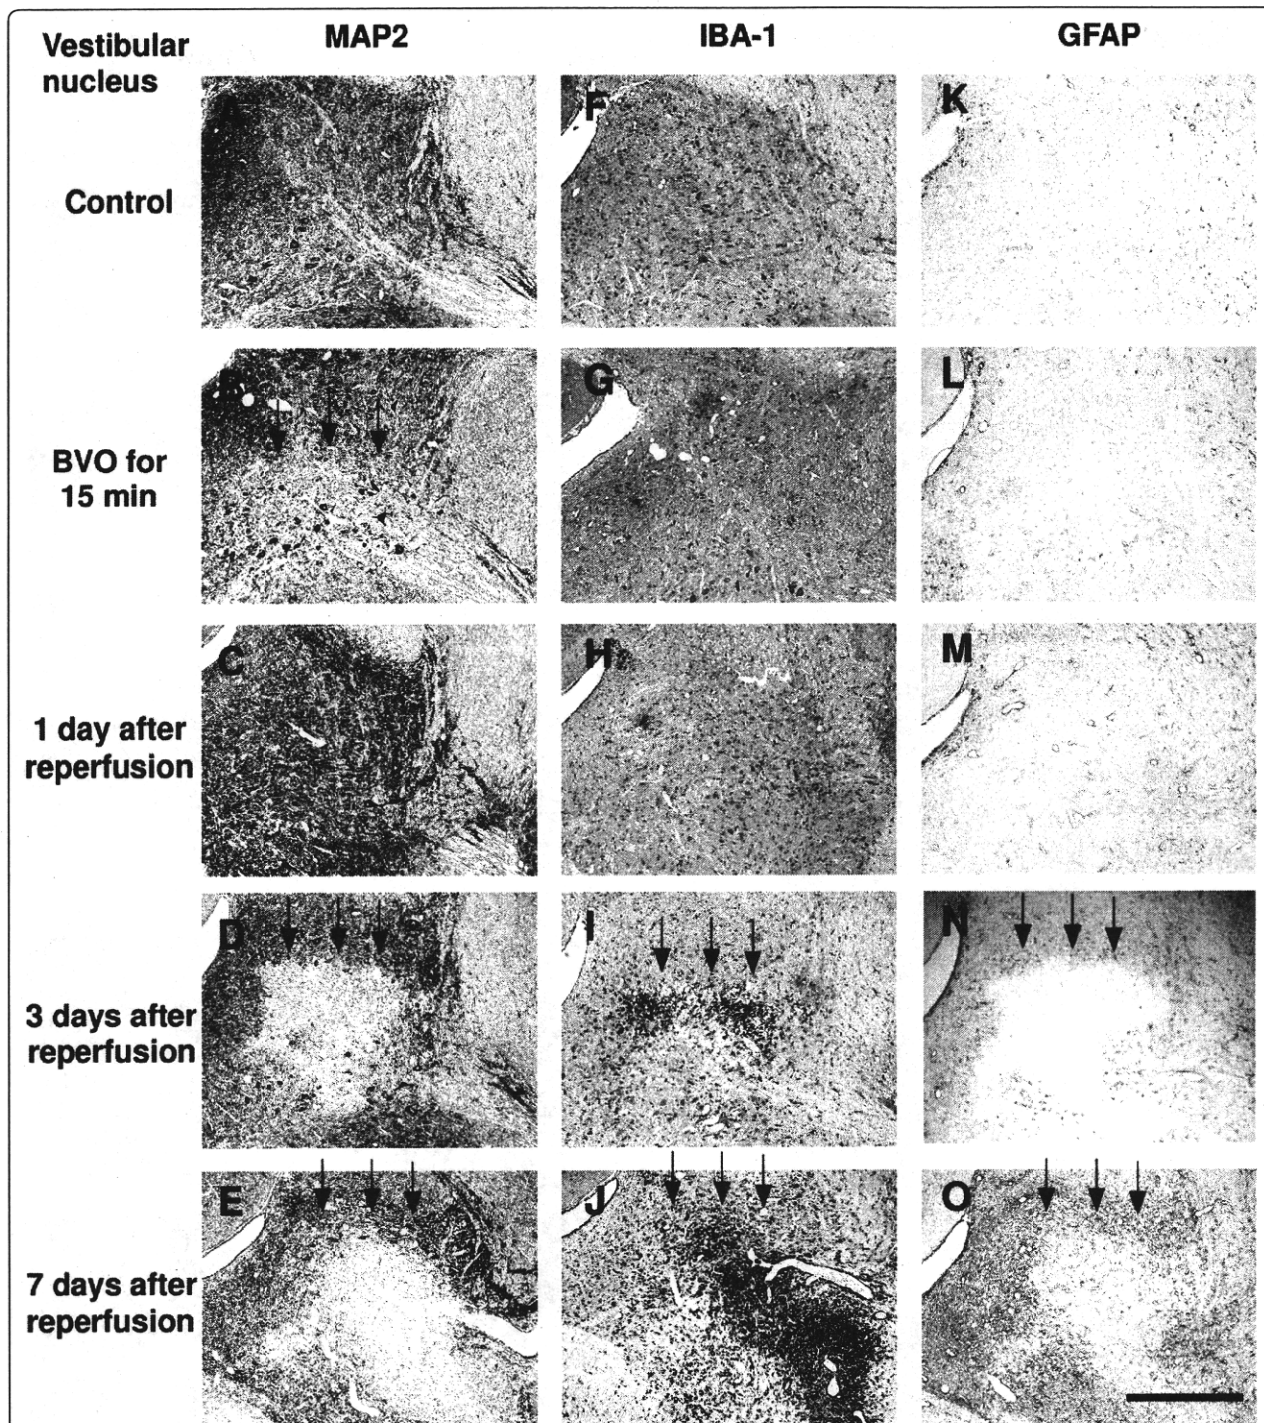 Vestibular
nucleus
MAP2
IBA-1
GFAP
Control
F
K
BVO for
15 min
B
G
L
1 day after
reperfusion
C
H
M
3 days after
reperfusion
D
I
N
7 days after
reperfusion
E
J
O